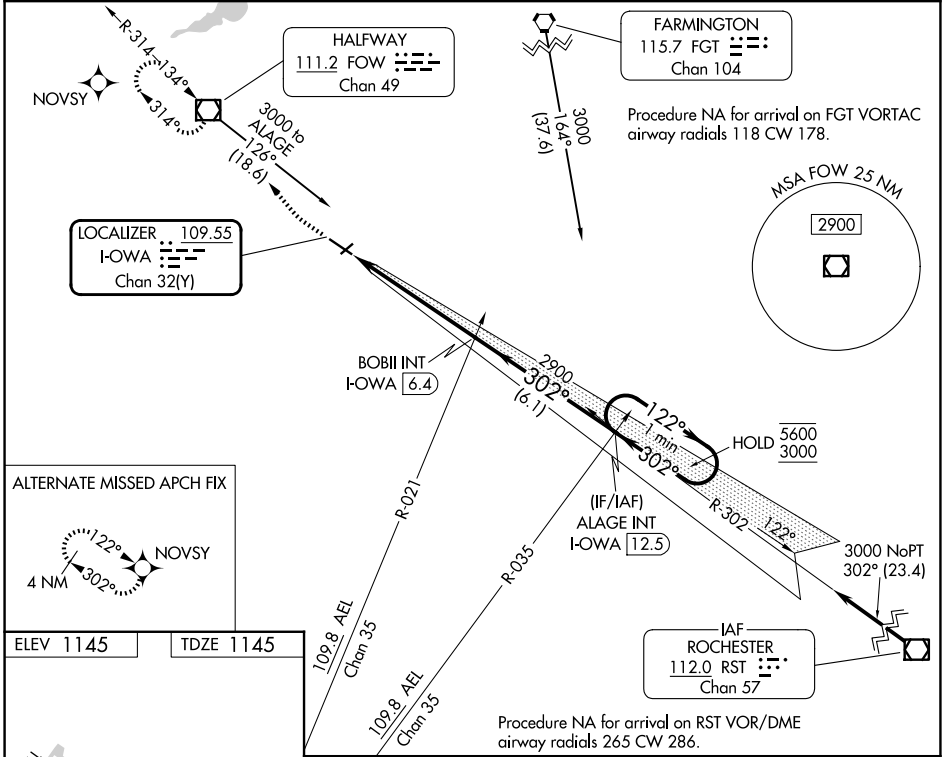 R-314
134°
314°
NOVSY
HALFWAY
111.2 FOW
Chan 49
3000 to
ALAGE
126°
(18.6)
FARMINGTON
115.7 FGT
Chan 104
3000
164°
(37.6)
Procedure NA for arrival on FGT VORTAC
airway radials 118 CW 178.
MSA FOW 25 NM
2900
LOCALIZER 109.55
I-OWA
Chan 32(Y)
BOBII INT
I-OWA 6.4
2900
302°
(6.1)
122°
1 min
302°
HOLD 5600
3000
(IF/IAF)
ALAGE INT
I-OWA 12.5
R-302
122°
3000 NoPT
302° (23.4)
R-021
R-035
109.8 AEL
Chan 35
109.8 AEL
Chan 35
ALTERNATE MISSED APCH FIX
122°
302°
4 NM
NOVSY
ELEV 1145
TDZE 1145
IAF
ROCHESTER
112.0 RST
Chan 57
Procedure NA for arrival on RST VOR/DME
airway radials 265 CW 286.